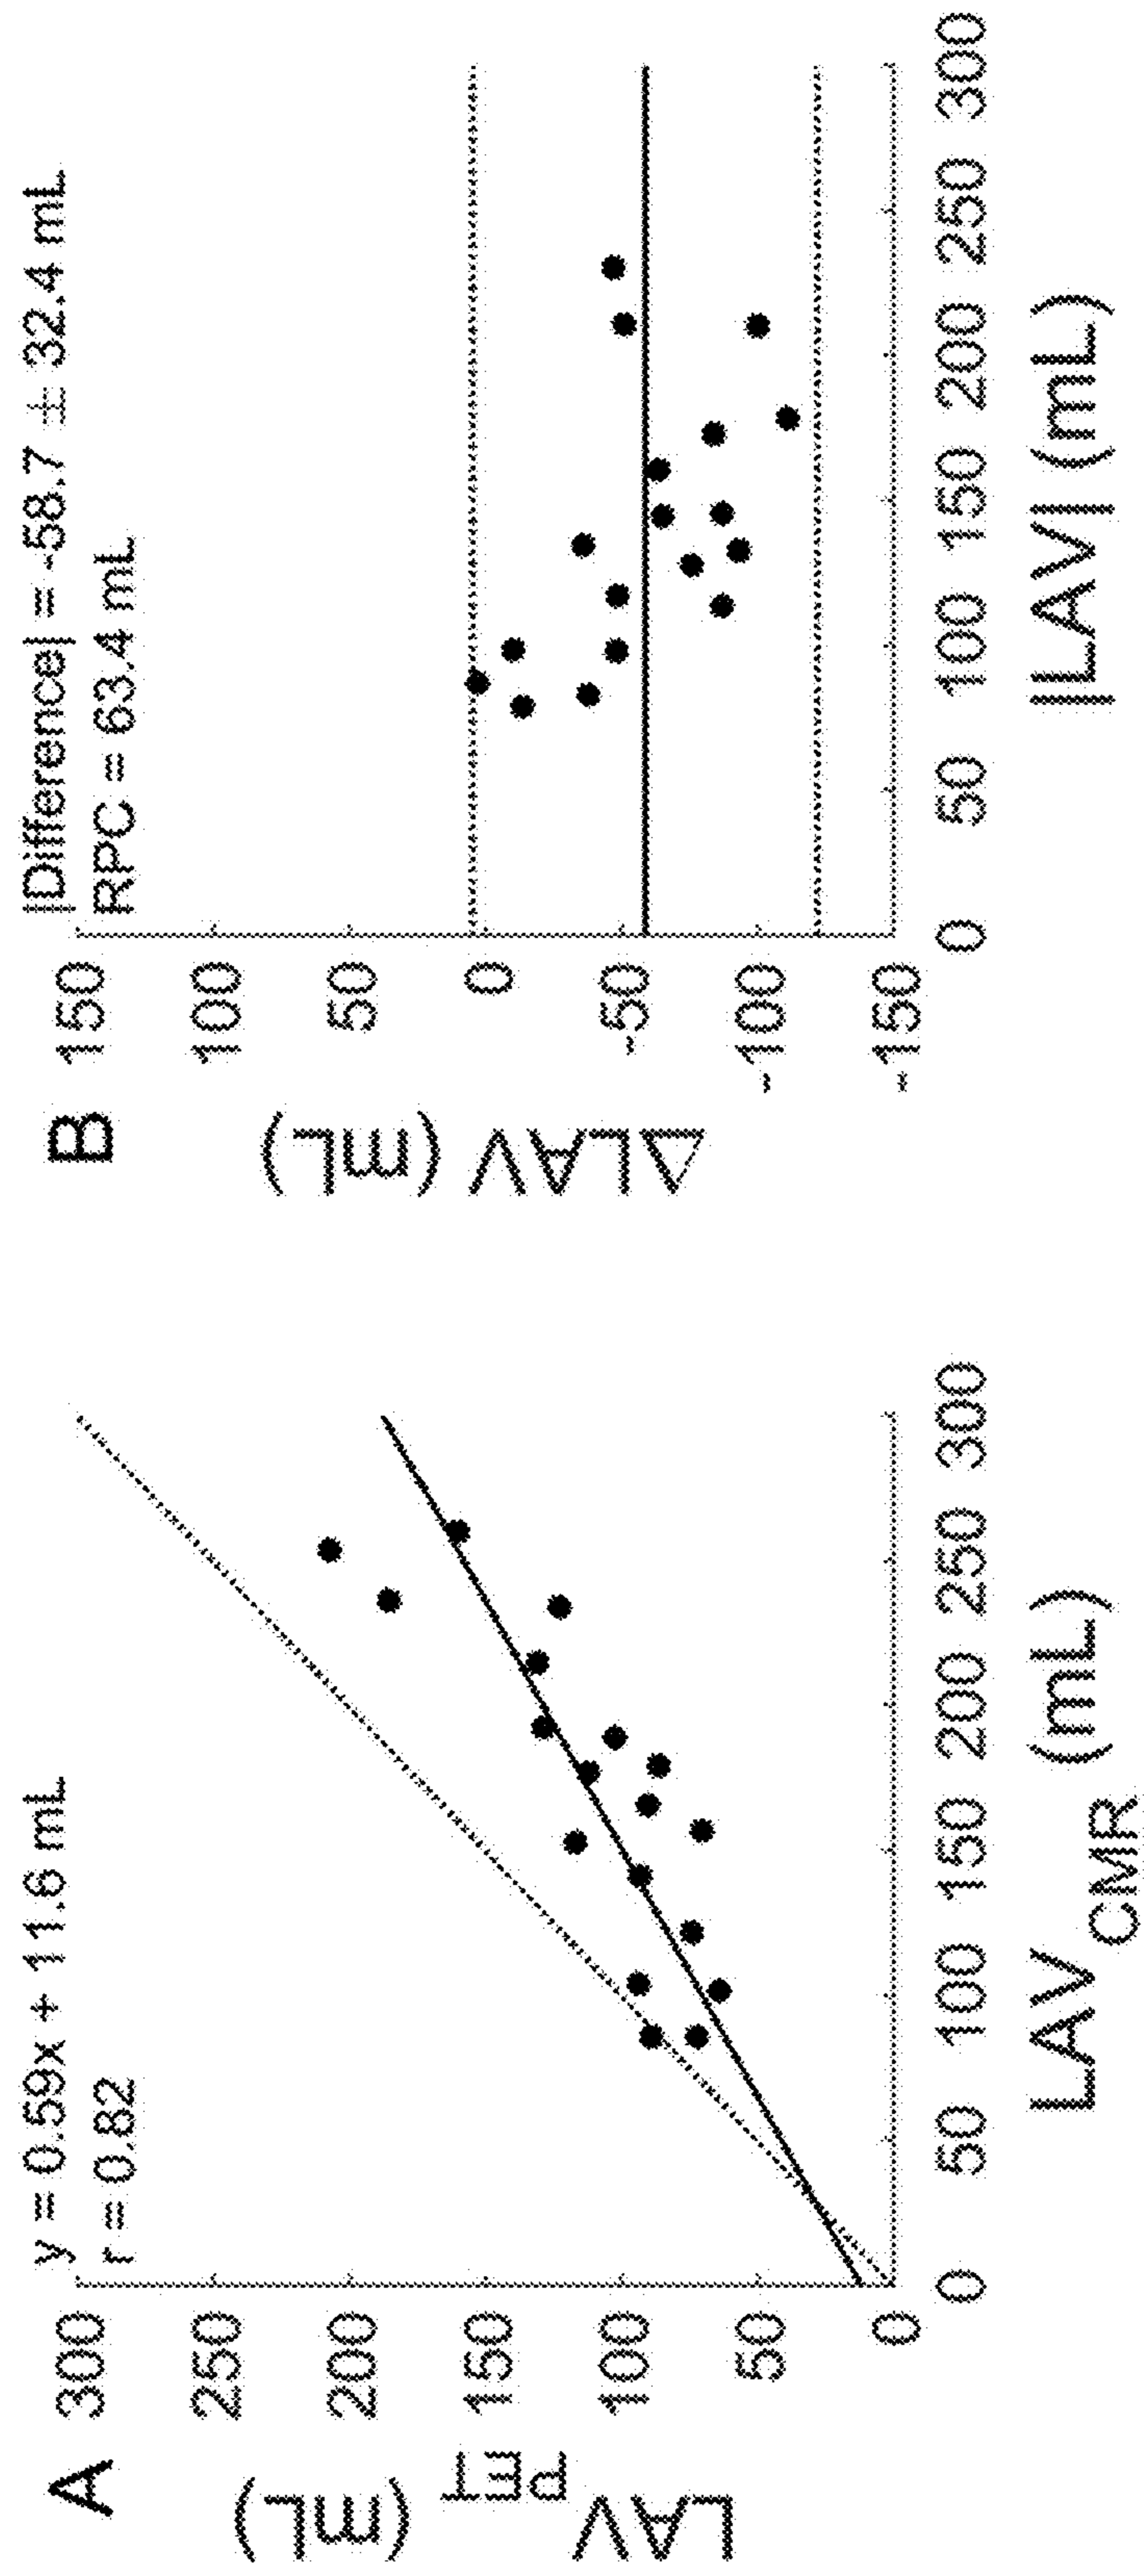 A
y = 0.59x + 11.6 mL
r = 0.82
300
250
200
150
100
50
0
LAV PET (mL)
0 50 100 150 200 250 300
LAV CMR (mL)
B
|Difference| = -58.7 ± 32.4 mL
RPC = 63.4 mL
150
100
50
0
-50
-100
-150
ΔLAV (mL)
0 50 100 150 200 250 300
|LAV| (mL)